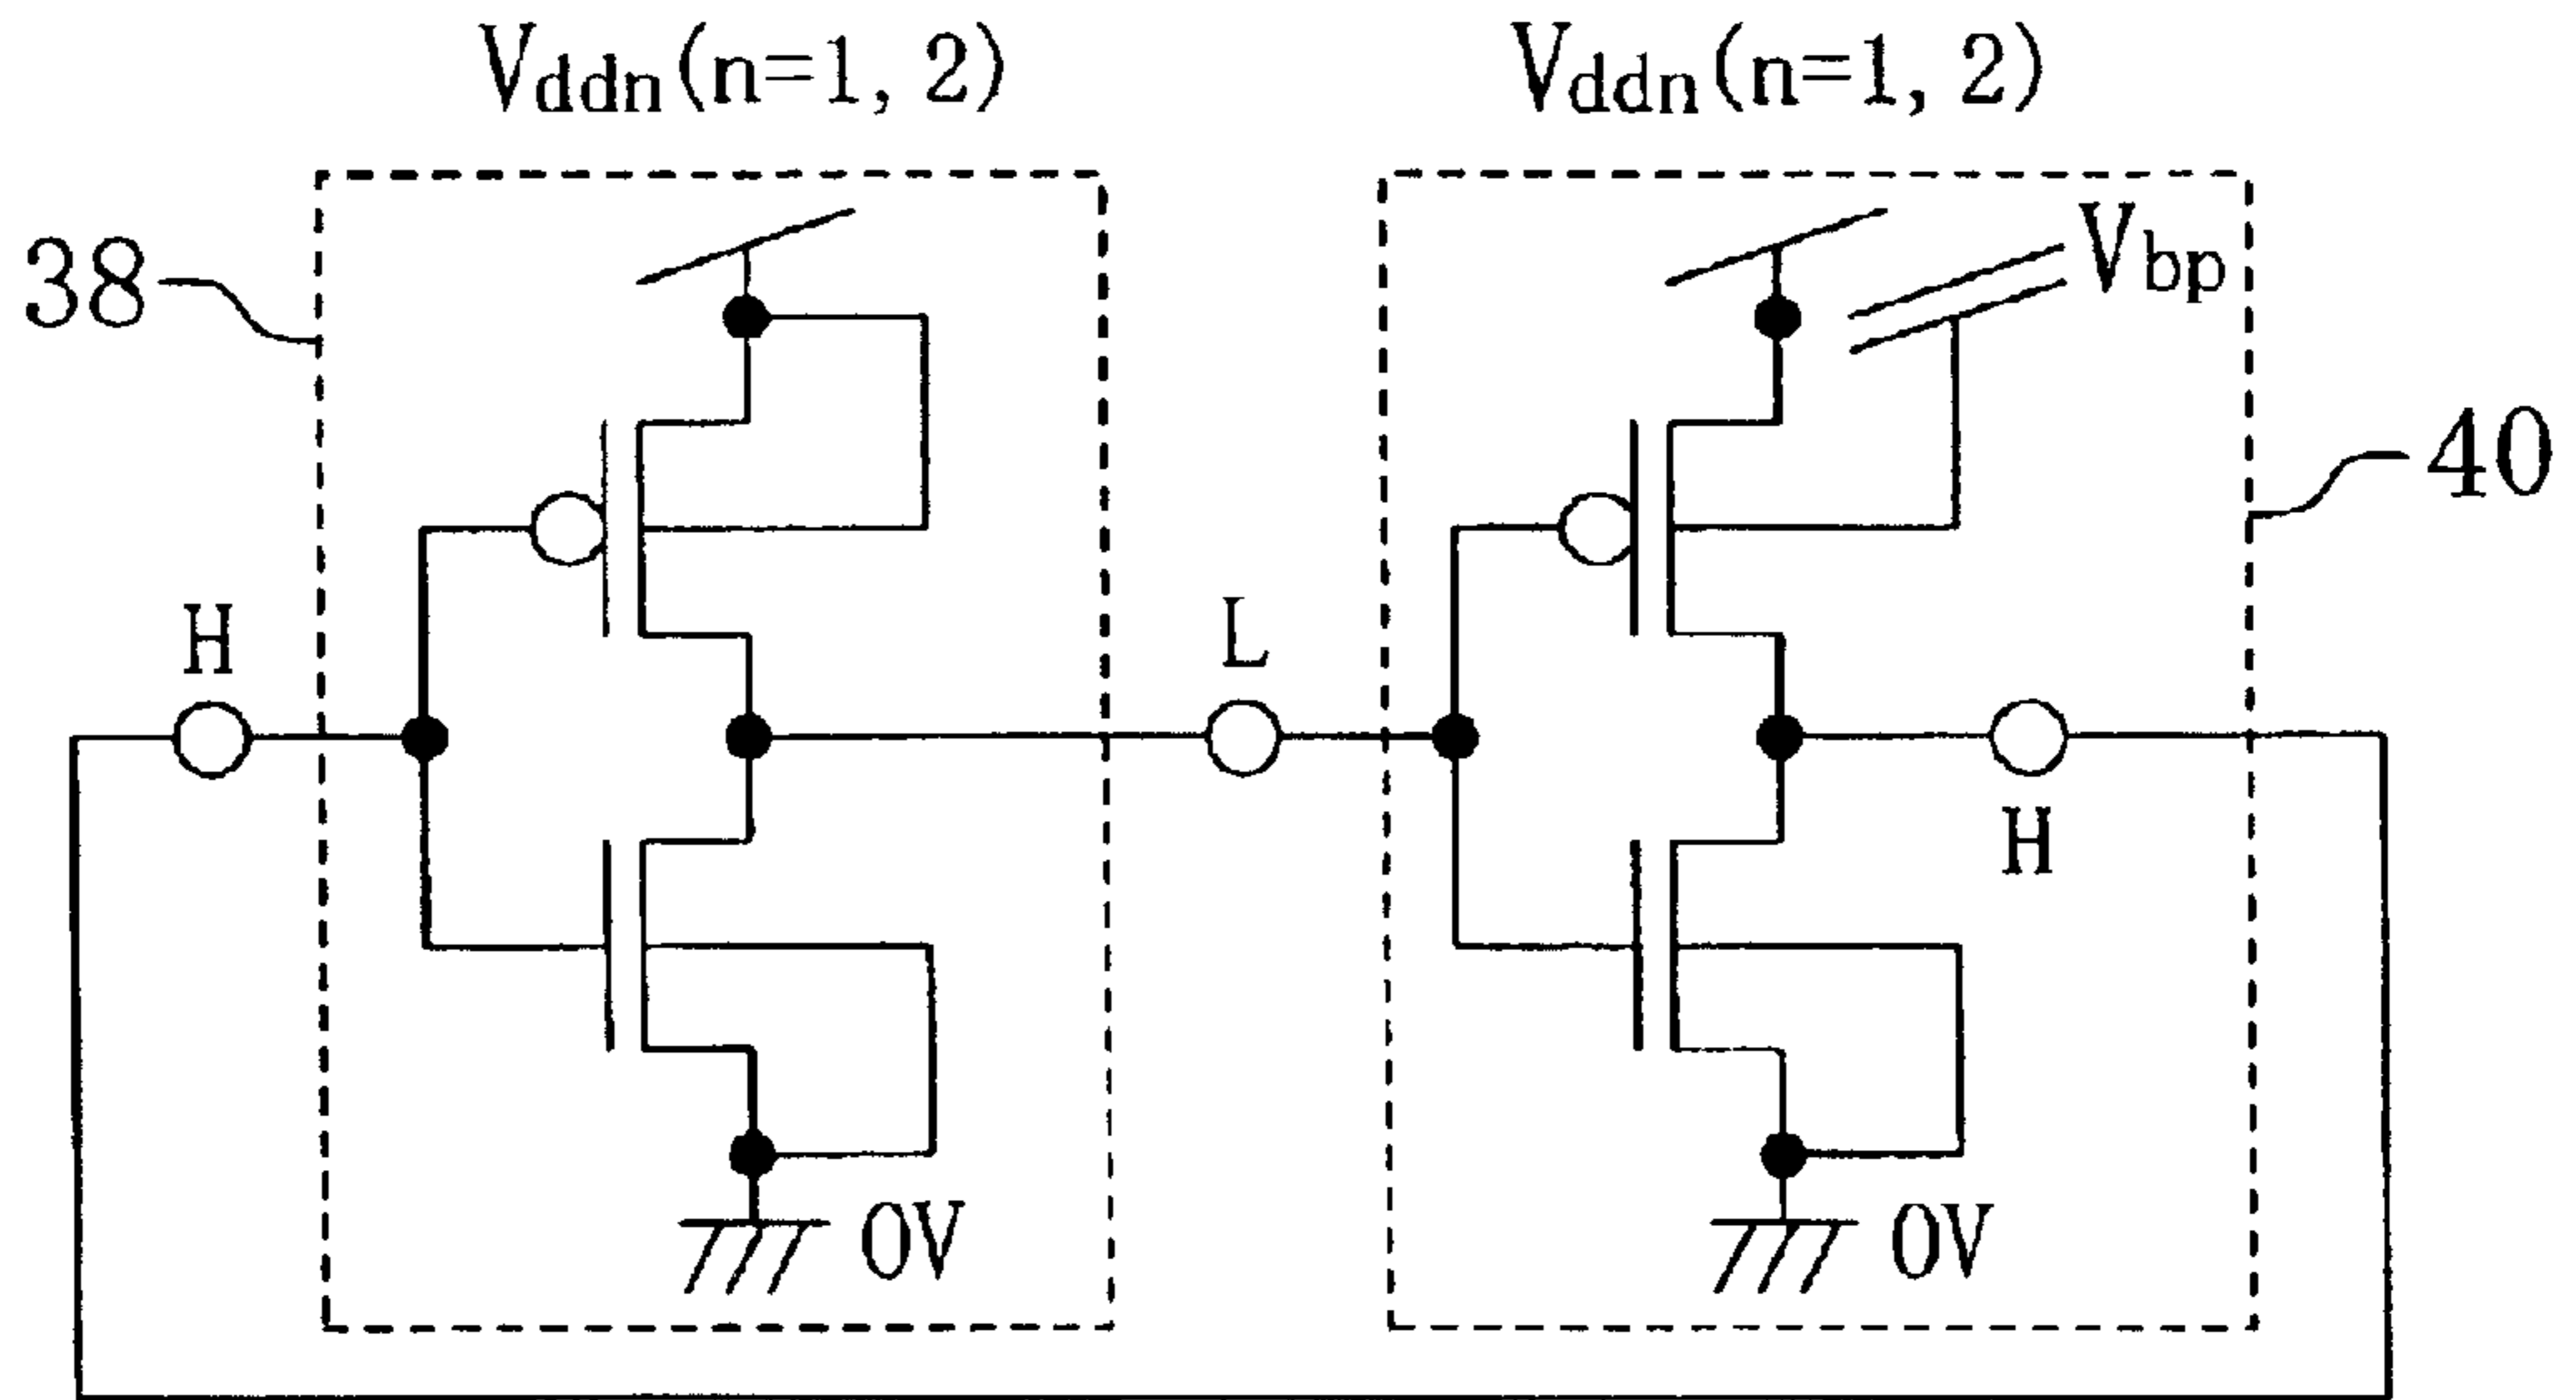 Vddn(n=1, 2)
Vddn(n=1, 2)
38
Vbp
40
H
L
H
0V
0V